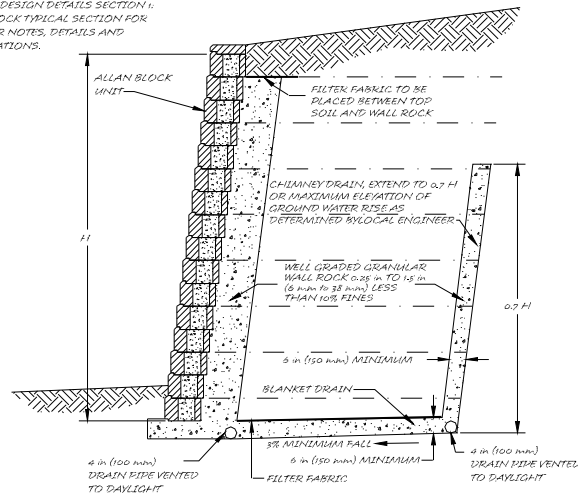 DESIGN DETAILS SECTION 1:
OCK TYPICAL SECTION FOR
R NOTES, DETAILS AND
ATIONS.
ALLAN BLOCK
UNIT
FILTER FABRIC TO BE
PLACED BETWEEN TOP
SOIL AND WALL ROCK
CHIMNEY DRAIN, EXTEND TO 0.7 H
OR MAXIMUM ELEVATION OF
GROUND WATER RISE AS
DETERMINED BYLOCAL ENGINEER
H
WELL GRADED GRANULAR
WALL ROCK 0.25 in TO 1.5 in
(6 mm to 38 mm) LESS
THAN 10% FINES
0.7 H
6 in (150 mm) MINIMUM
BLANKET DRAIN
3% MINIMUM FALL
6 in (150 mm) MINIMUM
4 in (100 mm)
DRAIN PIPE VENTED
TO DAYLIGHT
FILTER FABRIC
4 in (100 mm)
DRAIN PIPE VENTED
TO DAYLIGHT